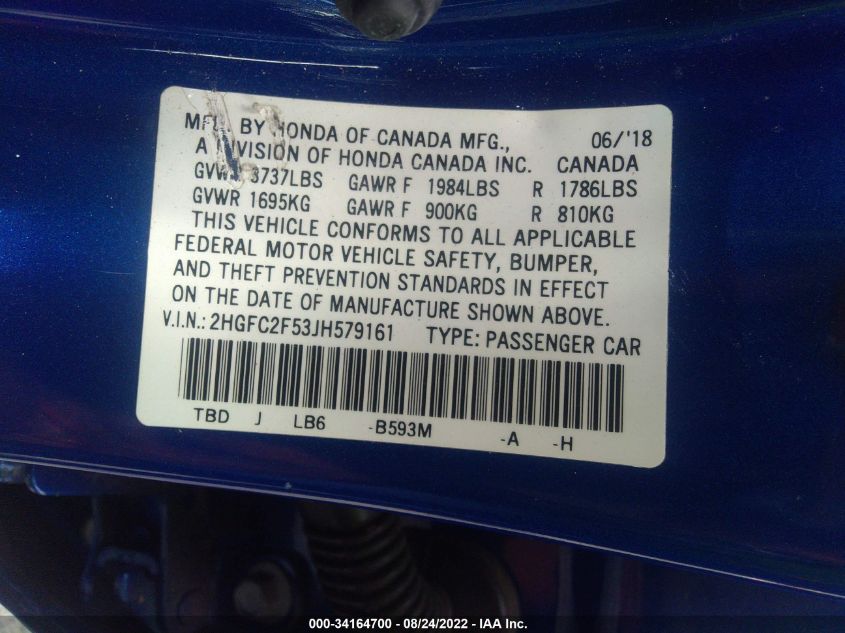 MFD. BY HONDA OF CANADA MFG., 06/'18
A DIVISION OF HONDA CANADA INC. CANADA
GVWR 3737LBS GAWR F 1984LBS R 1786LBS
GVWR 1695KG GAWR F 900KG R 810KG
THIS VEHICLE CONFORMS TO ALL APPLICABLE
FEDERAL MOTOR VEHICLE SAFETY, BUMPER,
AND THEFT PREVENTION STANDARDS IN EFFECT
ON THE DATE OF MANUFACTURE SHOWN ABOVE.
V.I.N.: 2HGFC2F53JH579161 TYPE: PASSENGER CAR
TBD J LB6 -B593M -A -H
000-34164700 - 08/24/2022 - IAA Inc.